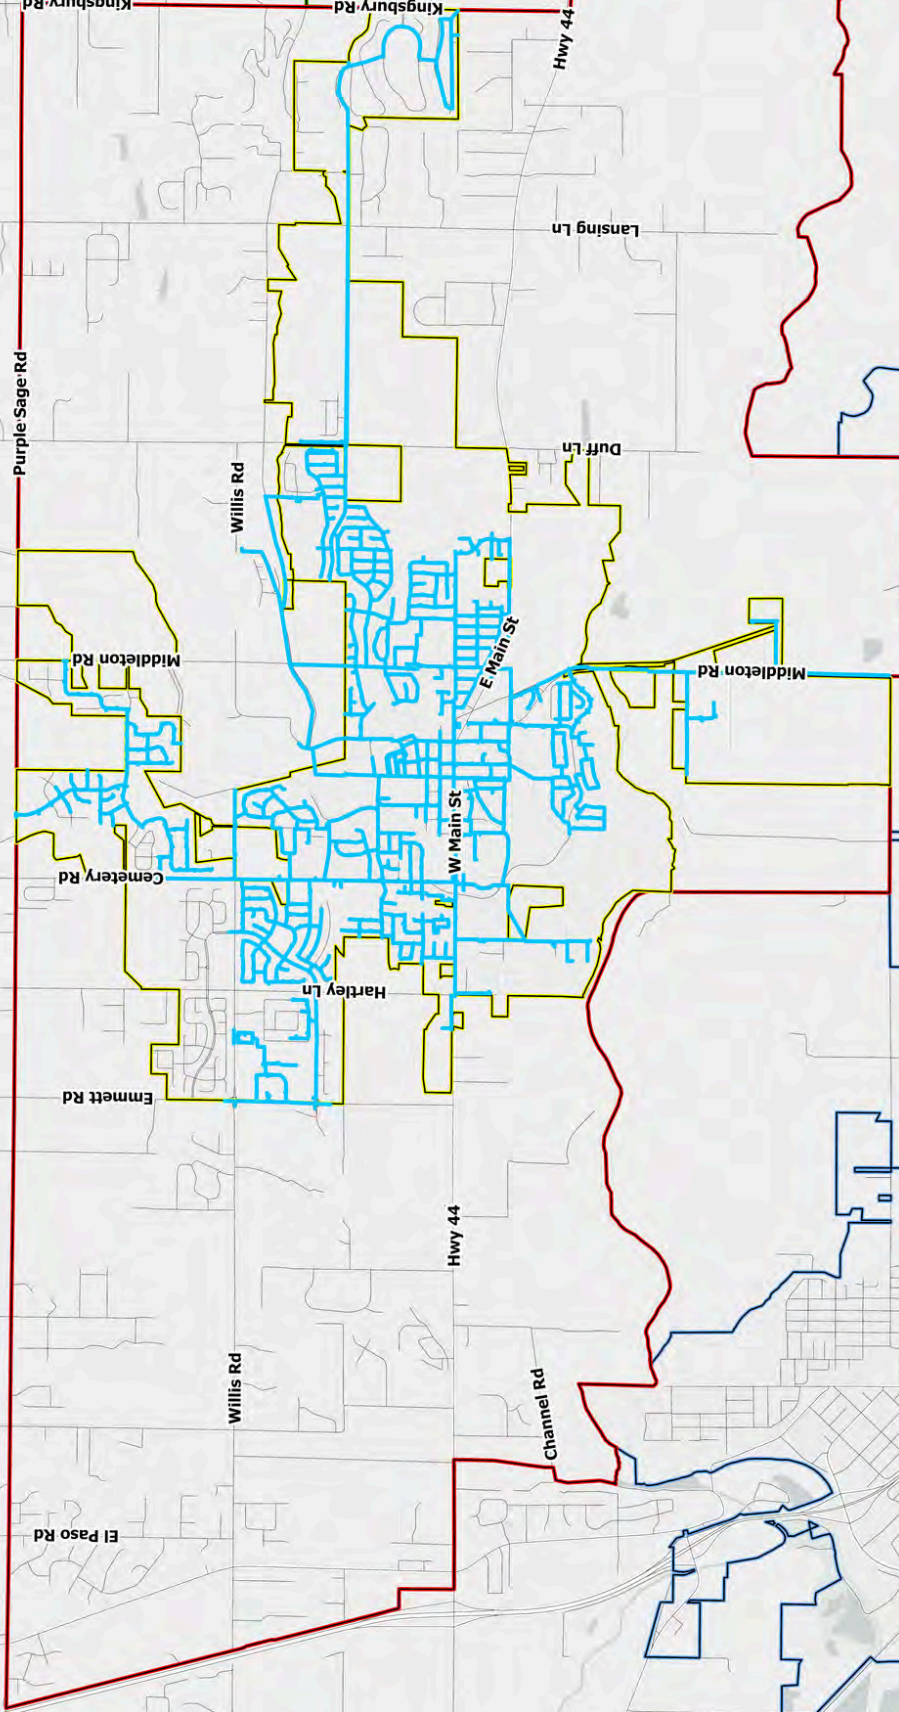 Kingsbury Rd
Kingsbury Rd
Hwy 44
Lansing Ln
Purple Sage Rd
Duff Ln
Willis Rd
E Main St
Middleton Rd
Middleton Rd
W Main St
Cemetery Rd
Hartley Ln
Emmett Rd
Hwy 44
Willis Rd
Channel Rd
El Paso Rd